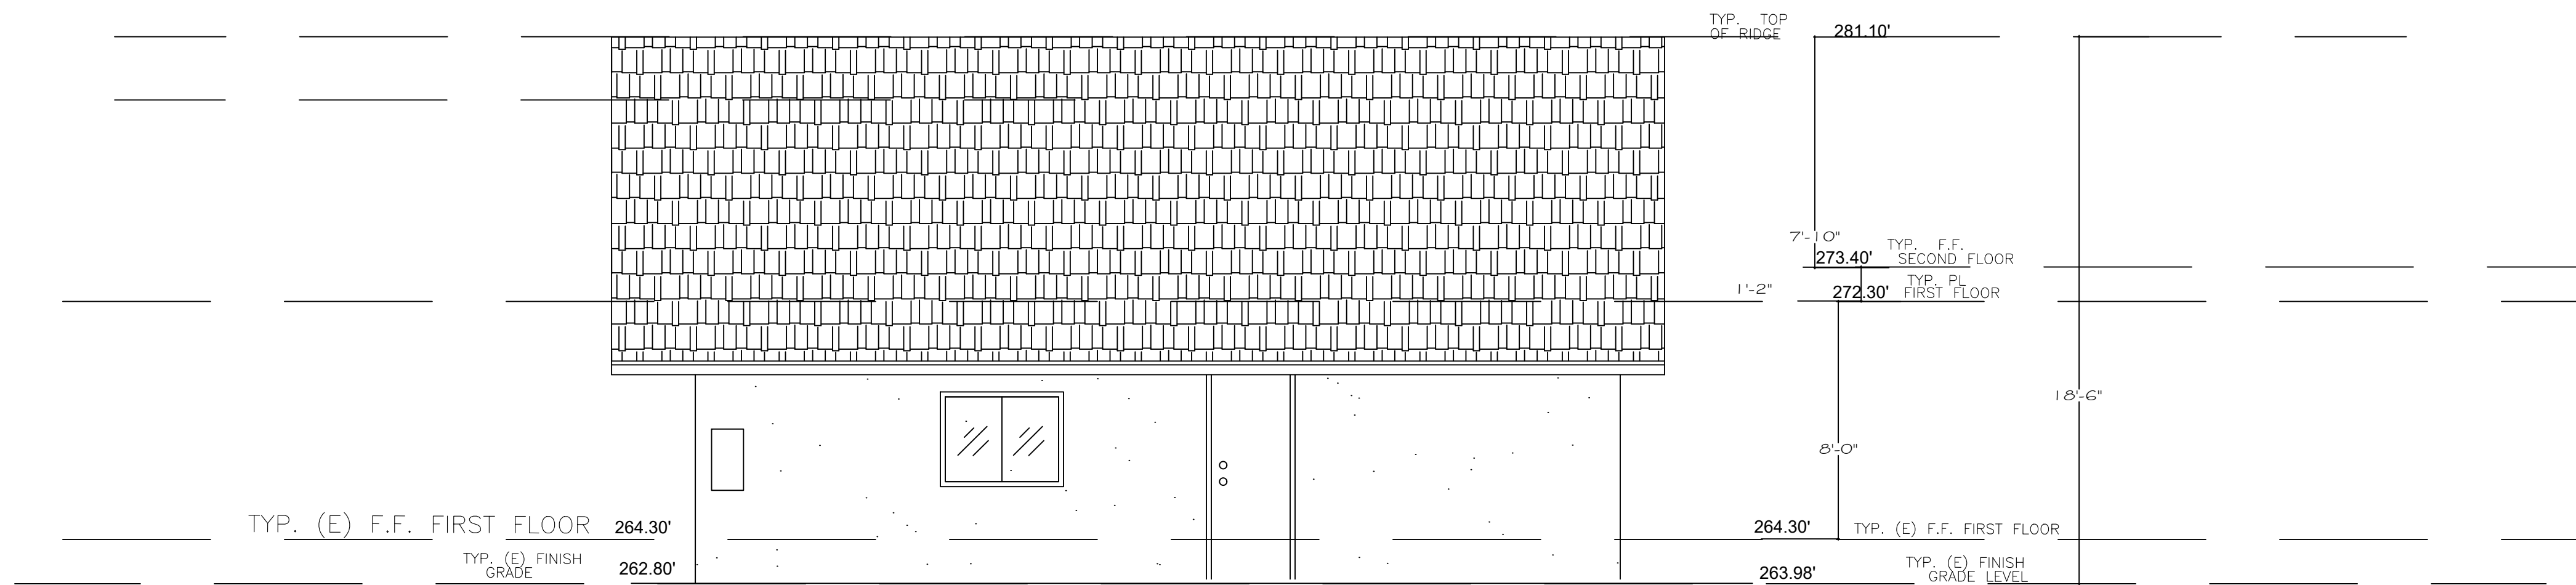 TYP. TOP
OF RIDGE
281.10'
7'-10"
TYP. F.F.
SECOND FLOOR
273.40'
TYP. PL
FIRST FLOOR
1'-2"
272.30'
18'-6"
8'-0"
TYP. (E) F.F. FIRST FLOOR 264.30'
264.30' TYP. (E) F.F. FIRST FLOOR
TYP. (E) FINISH
GRADE
262.80'
263.98'
TYP. (E) FINISH
GRADE LEVEL